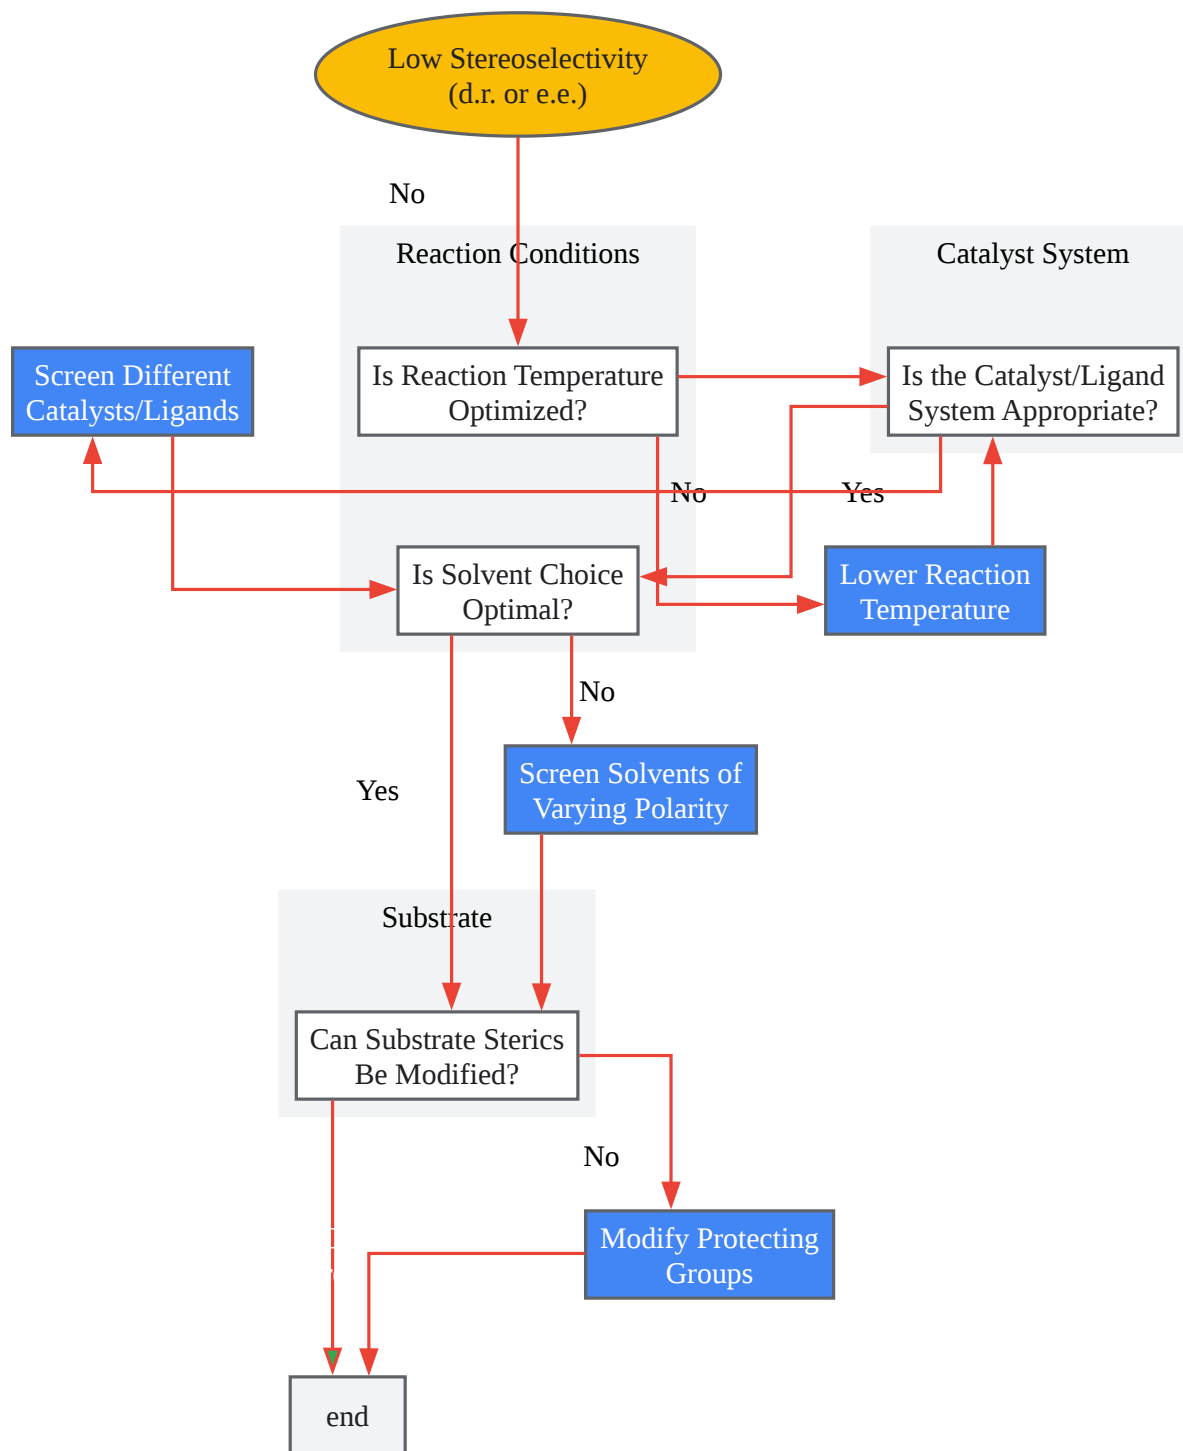 Low Stereoselectivity
(d.r. or e.e.)
No
Reaction Conditions
Catalyst System
Screen Different
Catalysts/Ligands
Is Reaction Temperature
Optimized?
Is the Catalyst/Ligand
System Appropriate?
No
Yes
Is Solvent Choice
Optimal?
Lower Reaction
Temperature
No
Yes
Screen Solvents of
Varying Polarity
Substrate
Can Substrate Sterics
Be Modified?
No
Modify Protecting
Groups
end